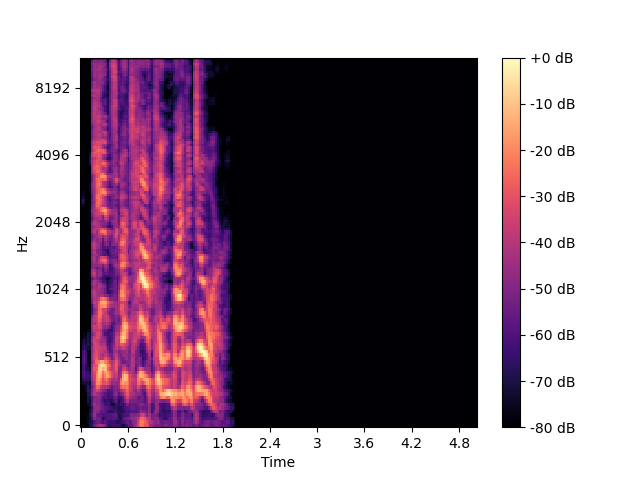 +0 dB
8192
-10 dB
4096
-20 dB
-30 dB
2048
Hz
-40 dB
1024
-50 dB
512
-60 dB
-70 dB
0
-80 dB
0 0.6 1.2 1.8 2.4 3 3.6 4.2 4.8
Time